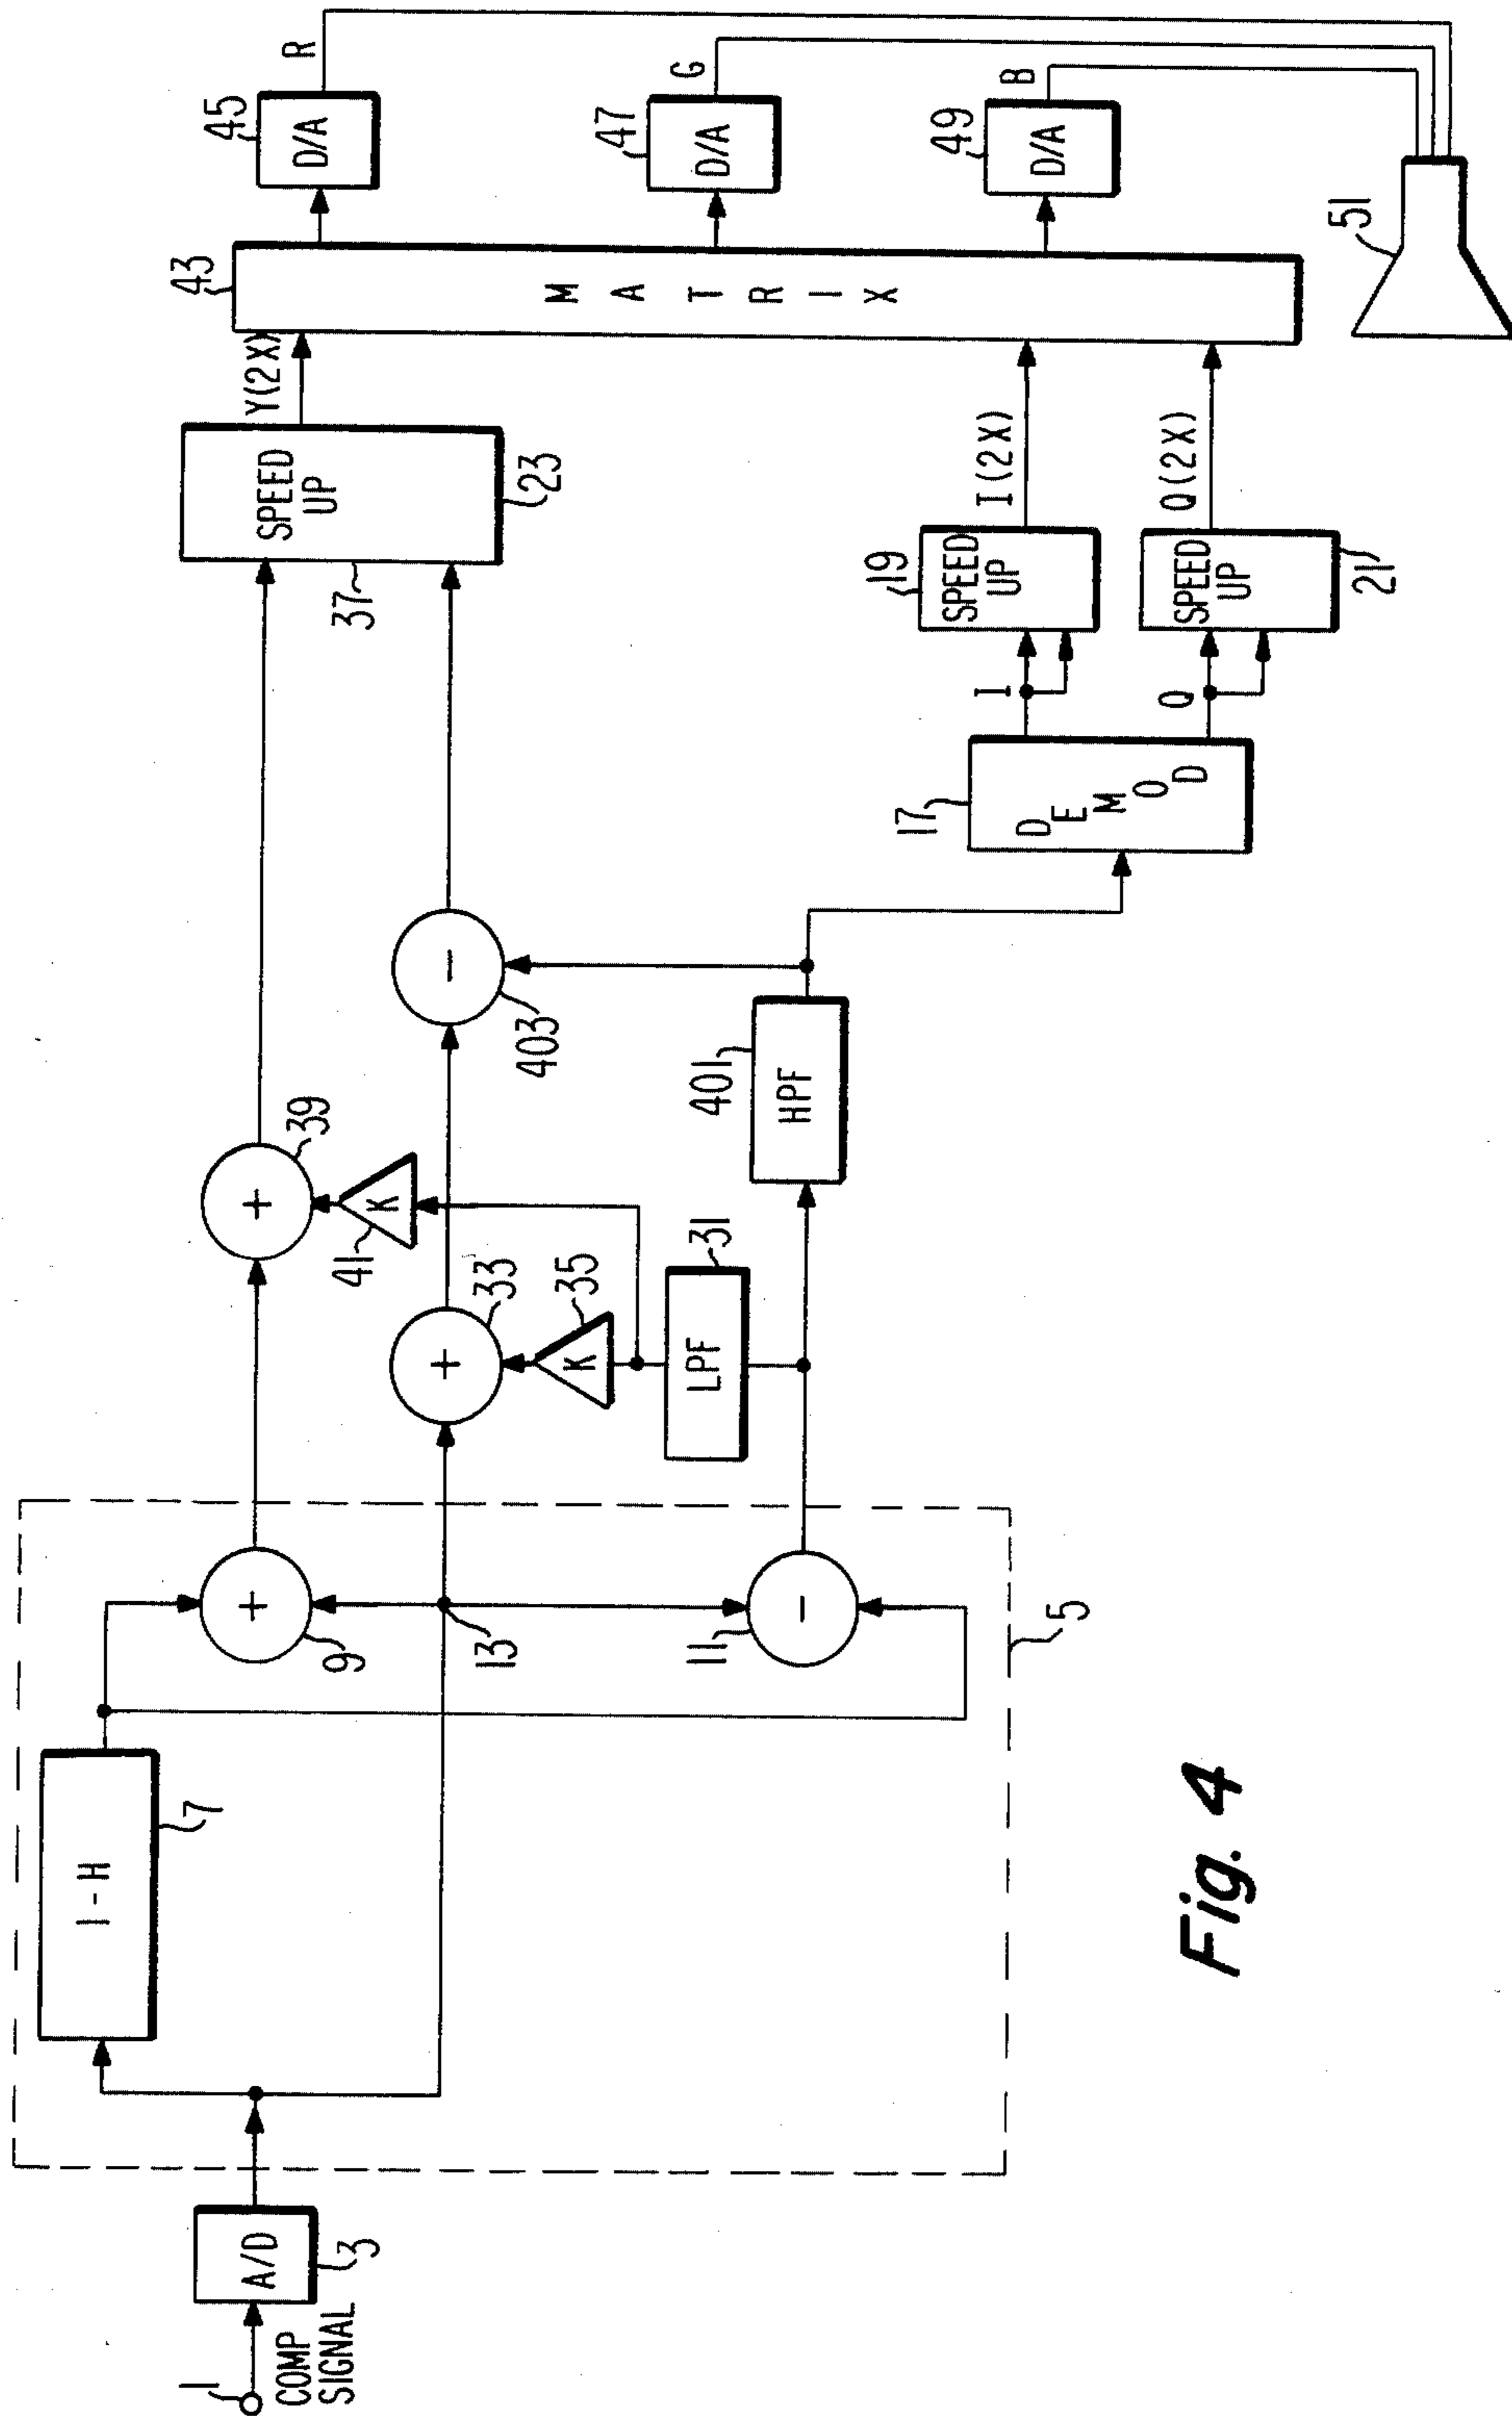 1
COMP
SIGNAL
A/D
3
1-H
7
5
+
9
13
-
11
+
39
K
41
+
33
K
35
LPF
31
-
403
HPF
401
DEMOD
17
I
Q
SPEED
UP
37
23
SPEED
UP
19
SPEED
UP
21
Y(2X)
I(2X)
Q(2X)
MATRIX
43
D/A
45
R
D/A
47
G
D/A
49
B
51
Fig. 4